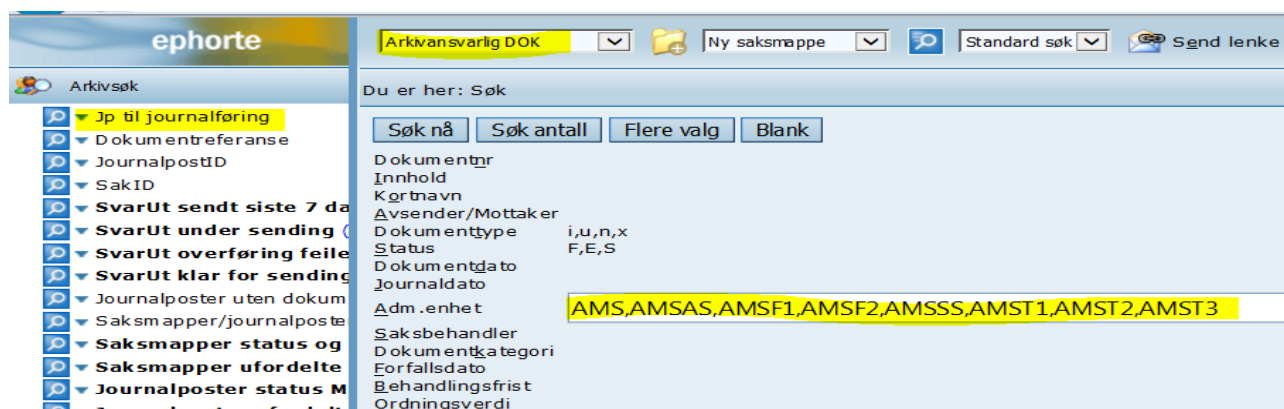 ephorte
Arkivansvarlig DOK Ny saksmappe Standard søk Send lenke
Arkivsøk
Jp til journalføring
Dokumentreferanse
JournalpostID
SakID
SvarUt sendt siste 7 da
SvarUt under sending (
SvarUt overføring feile
SvarUt klar for sending
Journalposter uten dokum
Saksmapper/journalposte
Saksmapper status og
Saksmapper ufordelte
Journalposter status M
Du er her: Søk
Søk nå Søk antall Flere valg Blank
Dokumentnr
Innhold
Kortnavn
Avsender/Mottaker
Dokumenttype i,u,n,x
Status F,E,S
Dokumentdato
Journaldato
Adm.enhet AMS,AMSAS,AMSF1,AMSF2,AMSSS,AMST1,AMST2,AMST3
Saksbehandler
Dokumentkategori
Forfallsdato
Behandlingsfrist
Ordningsverdi